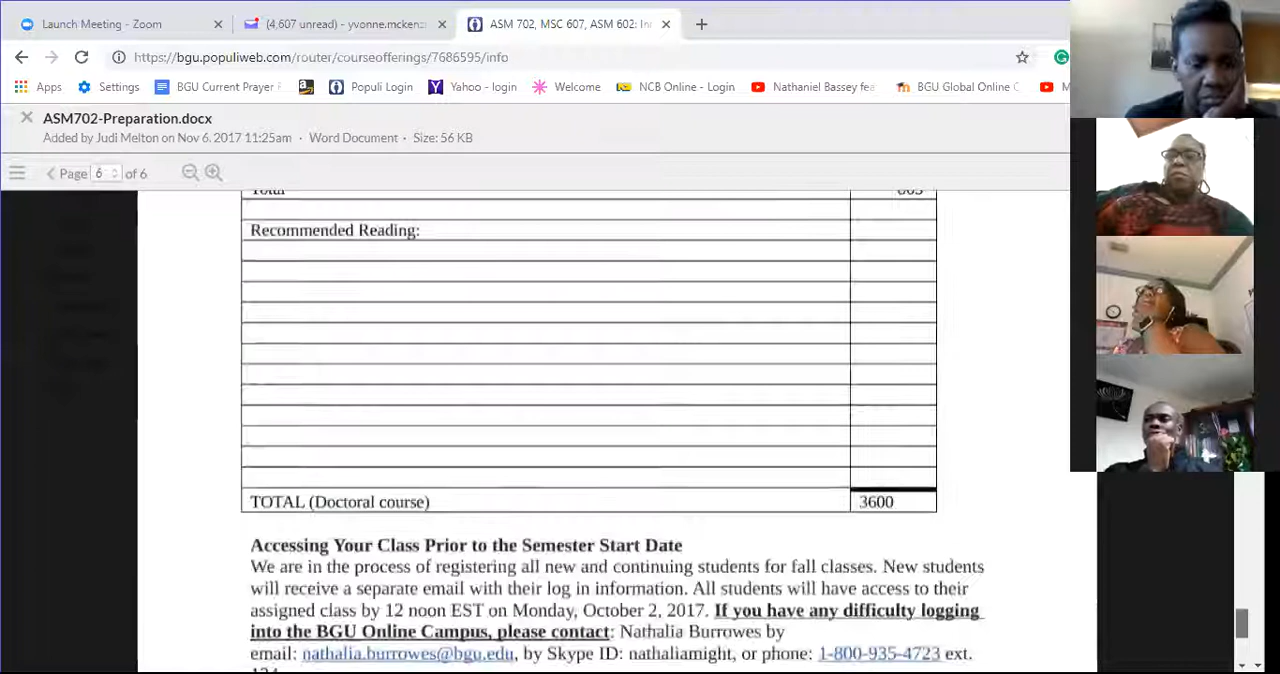 Launch Meeting - Zoom
(4,607 unread) - yvonne.mcken
ASM 702, MSC 607, ASM 602: In
https://bgu.populiweb.com/router/courseofferings/7686595/info
Apps Settings BGU Current Prayer Populi Login Yahoo - login Welcome NCB Online - Login Nathaniel Bassey fea BGU Global Online C
ASM702-Preparation.docx
Added by Judi Melton on Nov 6, 2017 11:25am · Word Document · Size: 56 KB
Page 6 of 6
Total
Recommended Reading:
TOTAL (Doctoral course) 3600
Accessing Your Class Prior to the Semester Start Date
We are in the process of registering all new and continuing students for fall classes. New students
will receive a separate email with their log in information. All students will have access to their
assigned class by 12 noon EST on Monday, October 2, 2017. If you have any difficulty logging
into the BGU Online Campus, please contact: Nathalia Burrowes by
email: nathalia.burrowes@bgu.edu, by Skype ID: nathaliamight, or phone: 1-800-935-4723 ext.